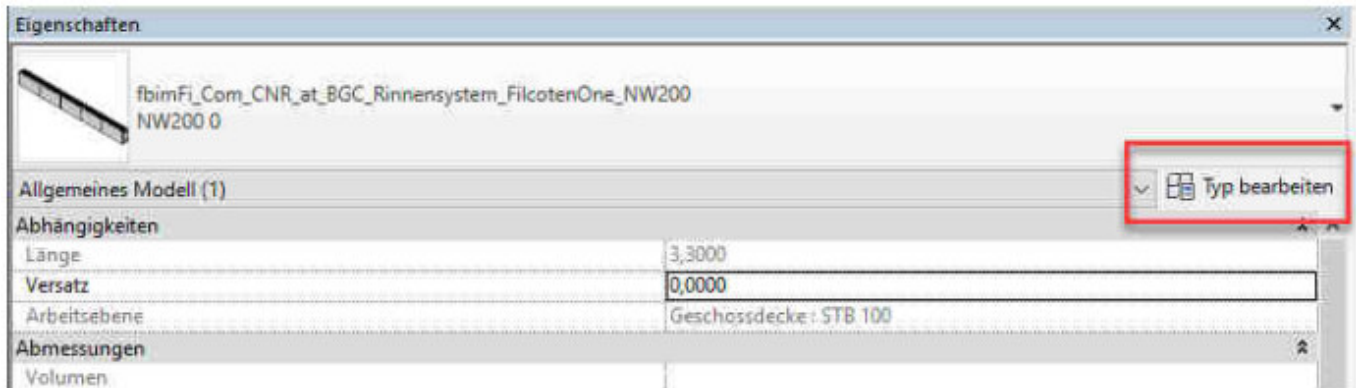 Eigenschaften
fbimFi_Com_CNR_at_BGC_Rinnensystem_FilcotenOne_NW200
NW200 0
Allgemeines Modell (1)
Typ bearbeiten
Abhängigkeiten
Länge 3,3000
Versatz 0,0000
Arbeitsebene Geschossdecke : STB 100
Abmessungen
Volumen